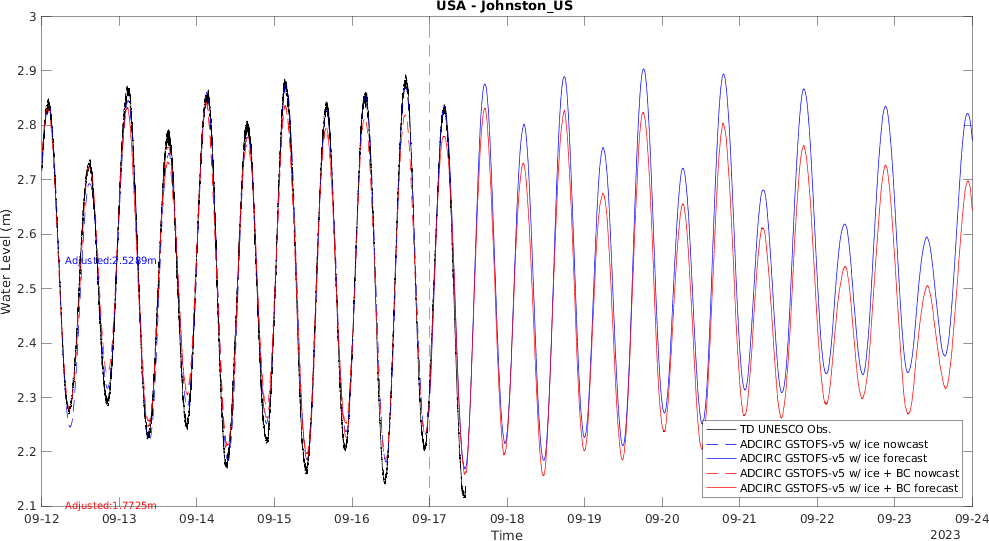 USA - Johnston_US
3
2.9
2.8
2.7
2.6
2.5
2.4
2.3
2.2
2.1
Water Level (m)
Adjusted:2.5289m
Adjusted:1.7725m
TD UNESCO Obs.
ADCIRC GSTOFS-v5 w/ ice nowcast
ADCIRC GSTOFS-v5 w/ ice forecast
ADCIRC GSTOFS-v5 w/ ice + BC nowcast
ADCIRC GSTOFS-v5 w/ ice + BC forecast
09-12 09-13 09-14 09-15 09-16 09-17 09-18 09-19 09-20 09-21 09-22 09-23 09-24
Time
2023